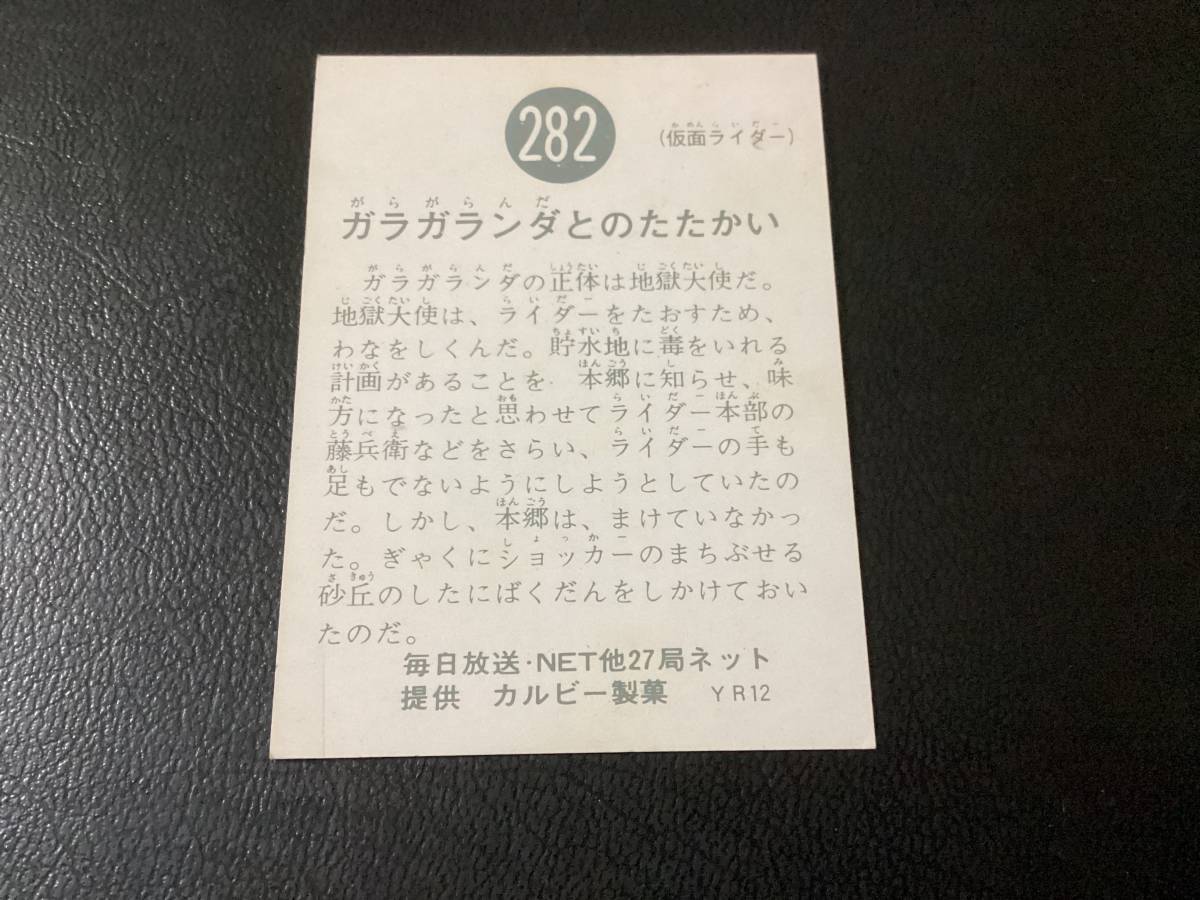 282
(仮面ライダー)
ガラガランダとのたたかい
ガラガランダの正体は地獄大使だ。
地獄大使は、ライダーをたおすため、
わなをしくんだ。貯水地に毒をいれる
計画があることを 本郷に知らせ、味
方になったと思わせてライダー本部の
藤兵衛などをさらい、ライダーの手も
足もでないようにしようとしていたの
だ。しかし、本郷は、まけていなかっ
た。ぎゃくにショッカーのまちぶせる
砂丘のしたにばくだんをしかけておい
たのだ。
毎日放送・NET他27局ネット
提供 カルビー製菓 YR12